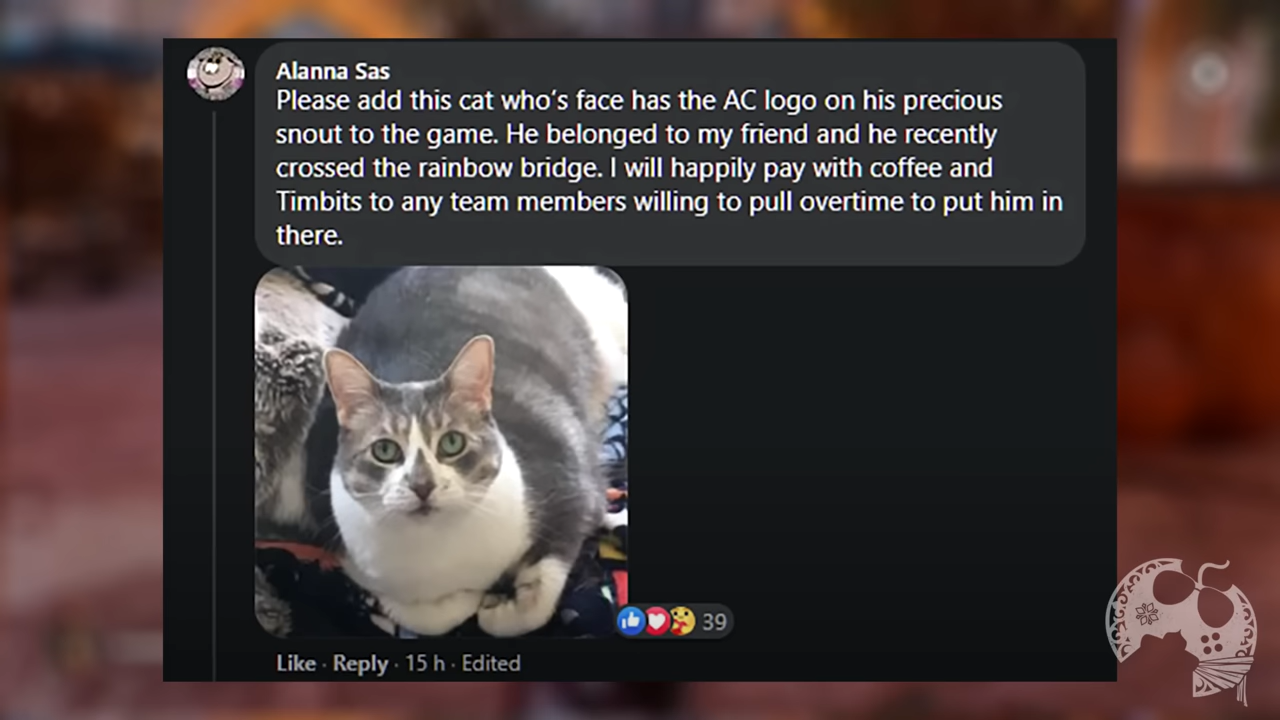 Alanna Sas
Please add this cat who's face has the AC logo on his precious
snout to the game. He belonged to my friend and he recently
crossed the rainbow bridge. I will happily pay with coffee and
Timbits to any team members willing to pull overtime to put him in
there.
39
Like · Reply · 15 h · Edited